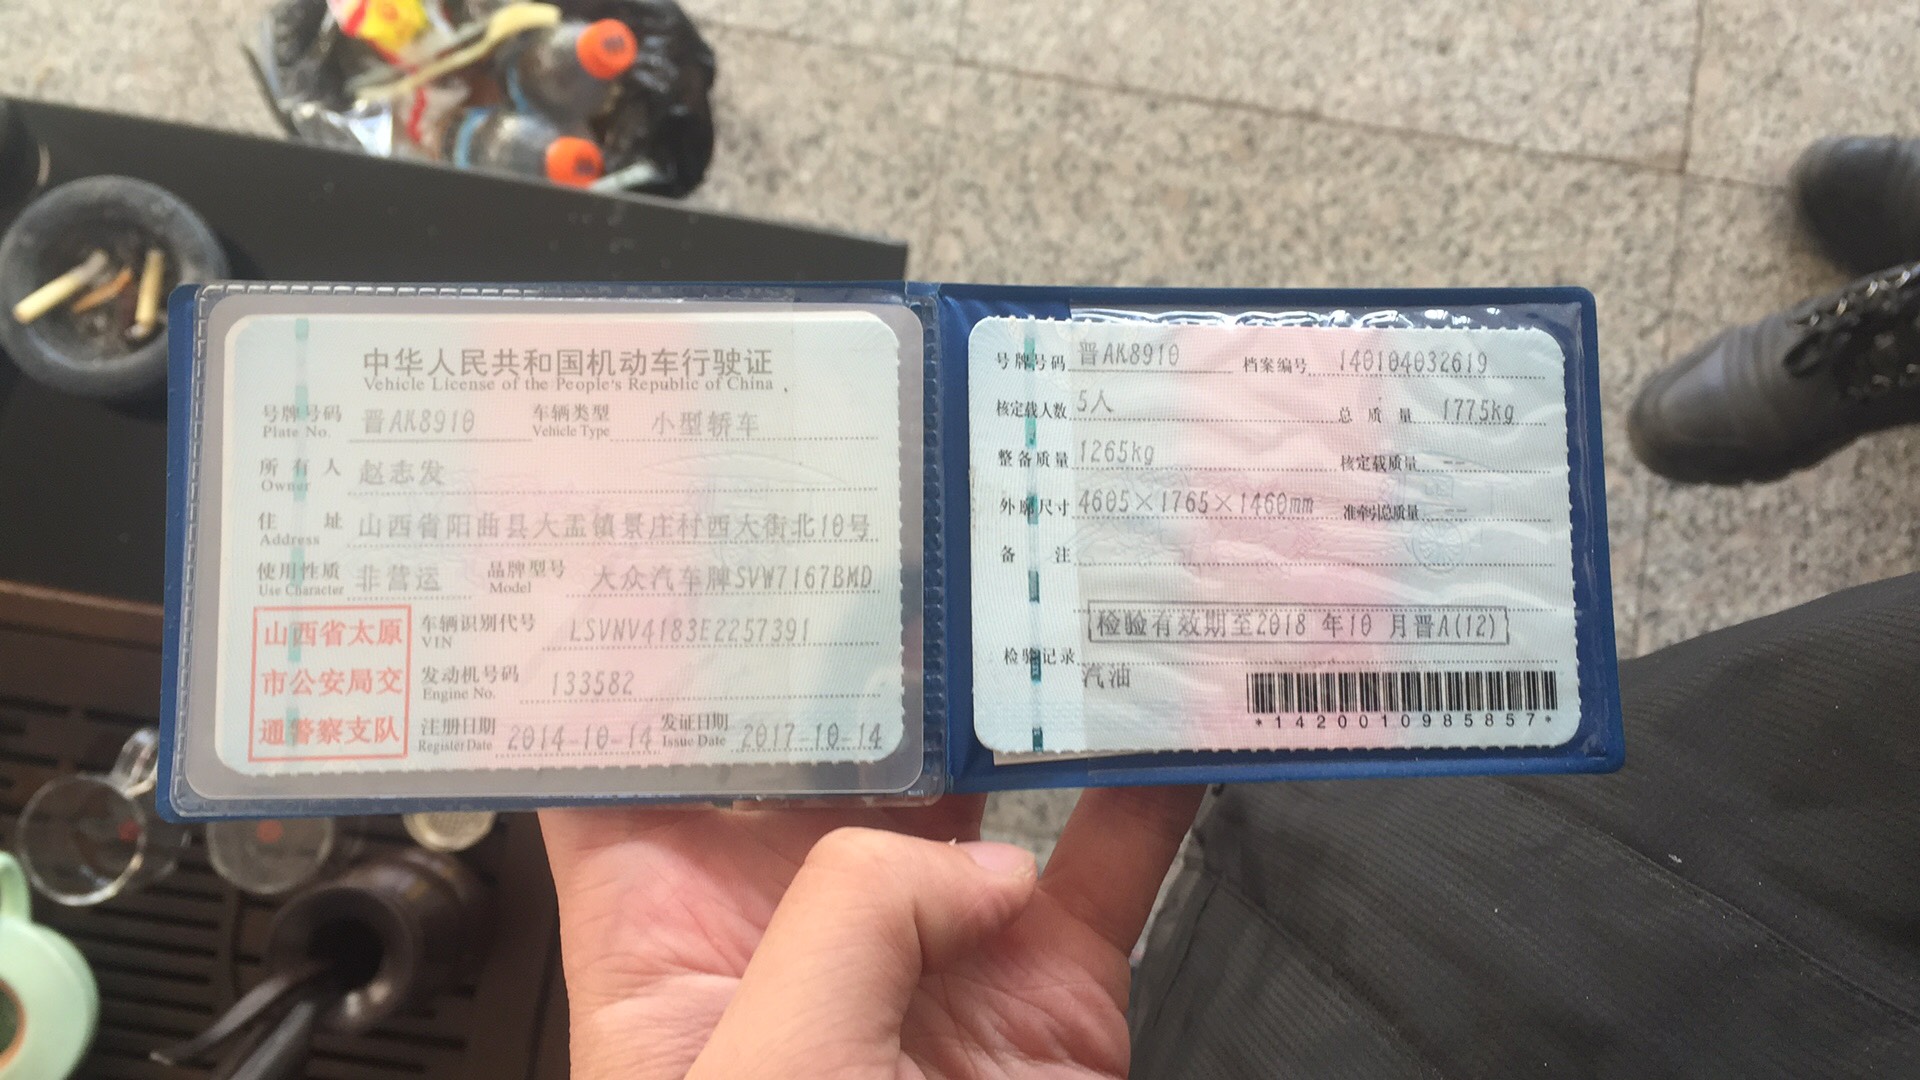 中华人民共和国机动车行驶证
Vehicle License of the People's Republic of China
号牌号码 晋AK8910 车辆类型 小型轿车
Plate No. Vehicle Type
所有人 赵志发
Owner
住址 山西省阳曲县大盂镇景庄村西大街北10号
Address
使用性质 非营运 品牌型号 大众汽车牌SVW7167BMD
Use Character Model
山西省太原
市公安局交
通警察支队
车辆识别代号 LSVNV4183E2257391
VIN
发动机号码 133582
Engine No.
注册日期 2014-10-14 发证日期 2017-10-14
Register Date Issue Date
号牌号码 晋AK8910 档案编号 140104032619
核定载人数 5人 总质量 1775kg
整备质量 1265kg 核定载质量 --
外廓尺寸 4605×1765×1460mm 准牵引总质量 --
备注
检验有效期至2018 年10 月晋A(12)
检验记录
汽油
*1420010985857*